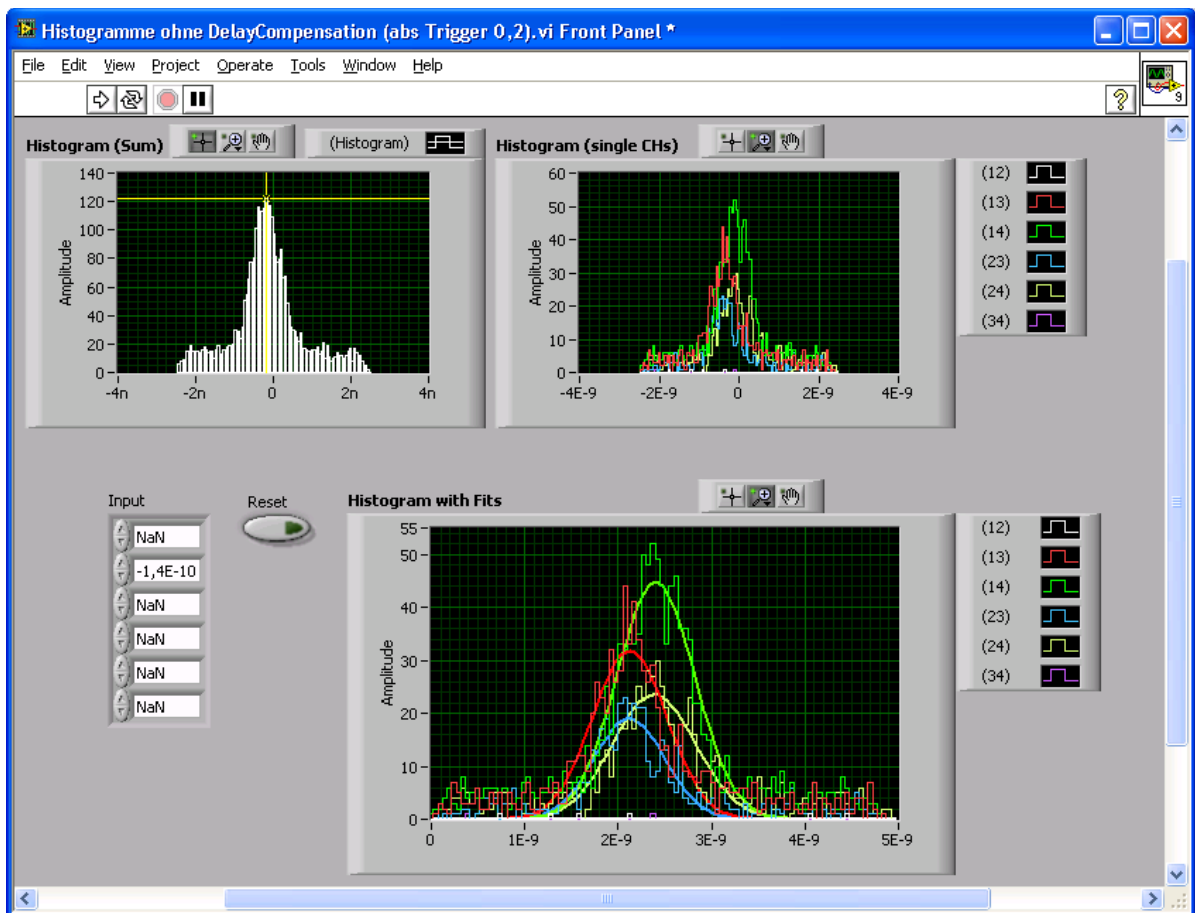 Histogramme ohne DelayCompensation (abs Trigger 0,2).vi Front Panel *
File Edit View Project Operate Tools Window Help
9
Histogram (Sum)
(Histogram)
140
120
100
80
60
40
20
0
Amplitude
-4n -2n 0 2n 4n
Histogram (single CHs)
60
50
40
30
20
10
0
Amplitude
-4E-9 -2E-9 0 2E-9 4E-9
(12)
(13)
(14)
(23)
(24)
(34)
Input
NaN
-1,4E-10
NaN
NaN
NaN
NaN
Reset
Histogram with Fits
55
50
40
30
20
10
0
Amplitude
0 1E-9 2E-9 3E-9 4E-9 5E-9
(12)
(13)
(14)
(23)
(24)
(34)